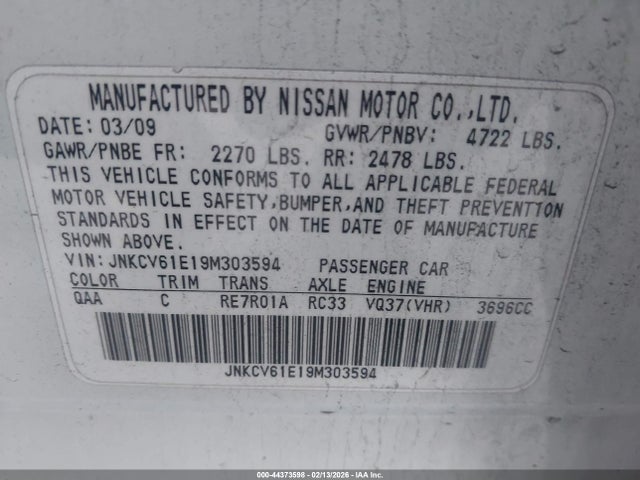 MANUFACTURED BY NISSAN MOTOR CO.,LTD.
DATE: 03/09 GVWR/PNBV: 4722 LBS.
GAWR/PNBE FR: 2270 LBS. RR: 2478 LBS.
THIS VEHICLE CONFORMS TO ALL APPLICABLE FEDERAL
MOTOR VEHICLE SAFETY,BUMPER,AND THEFT PREVENTION
STANDARDS IN EFFECT ON THE DATE OF MANUFACTURE
SHOWN ABOVE.
VIN: JNKCV61E19M303594 PASSENGER CAR
COLOR TRIM TRANS AXLE ENGINE
QAA C RE7R01A RC33 VQ37(VHR) 3696CC
JNKCV61E19M303594
000-44373598 - 02/13/2026 - IAA Inc.